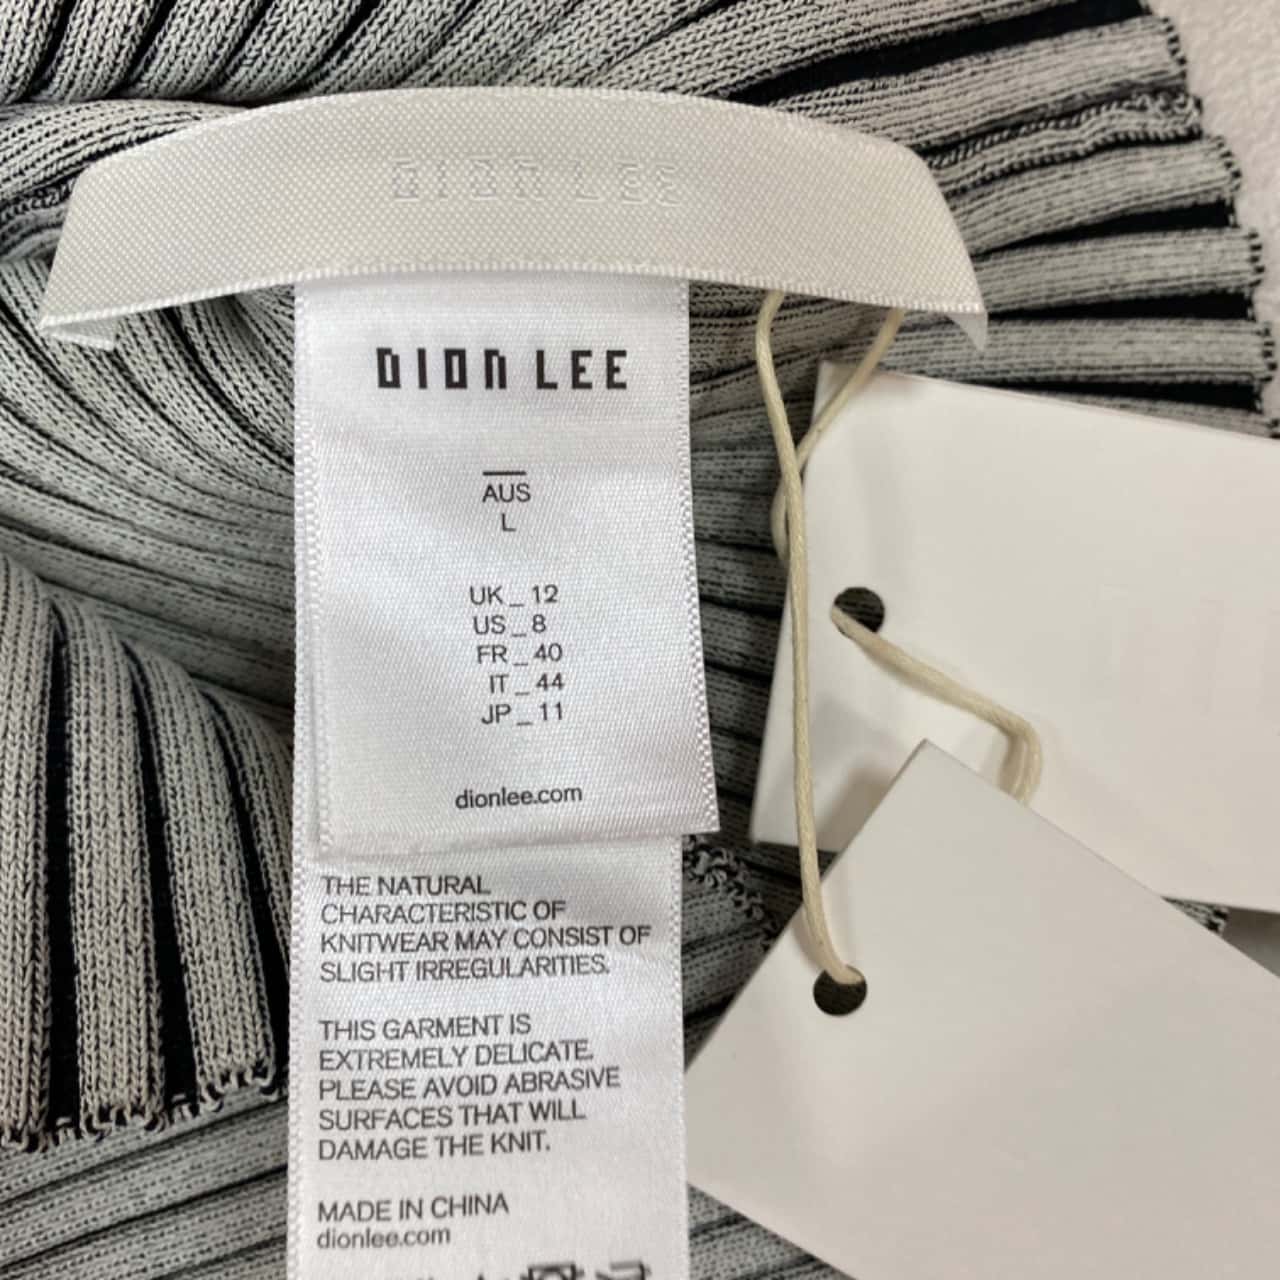 DION LEE
DION LEE
AUS
L
UK_12
US_8
FR_40
IT_44
JP_11
dionlee.com
THE NATURAL
CHARACTERISTIC OF
KNITWEAR MAY CONSIST OF
SLIGHT IRREGULARITIES.
THIS GARMENT IS
EXTREMELY DELICATE.
PLEASE AVOID ABRASIVE
SURFACES THAT WILL
DAMAGE THE KNIT.
MADE IN CHINA
dionlee.com